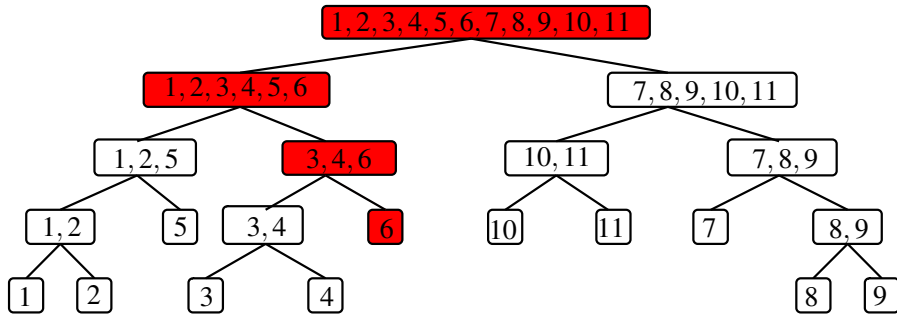 1, 2, 3, 4, 5, 6, 7, 8, 9, 10, 11
1, 2, 3, 4, 5, 6
7, 8, 9, 10, 11
1, 2, 5
3, 4, 6
10, 11
7, 8, 9
1, 2
5
3, 4
6
10
11
7
8, 9
1
2
3
4
8
9